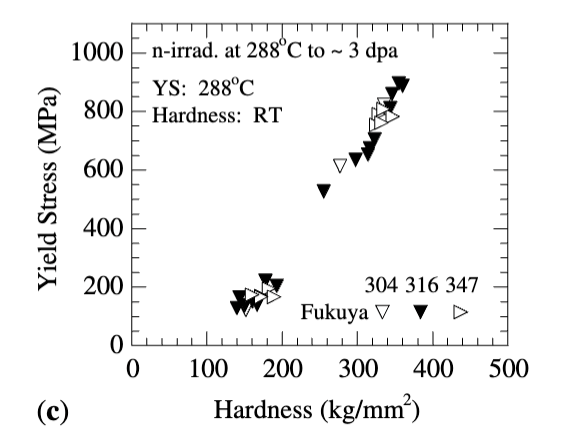 1000
n-irrad. at 288°C to ~ 3 dpa
YS: 288°C
800
Hardness: RT
600
400
200
0
Yield Stress (MPa)
304 316 347
Fukuya
0 100 200 300 400 500
Hardness (kg/mm²)
(c)